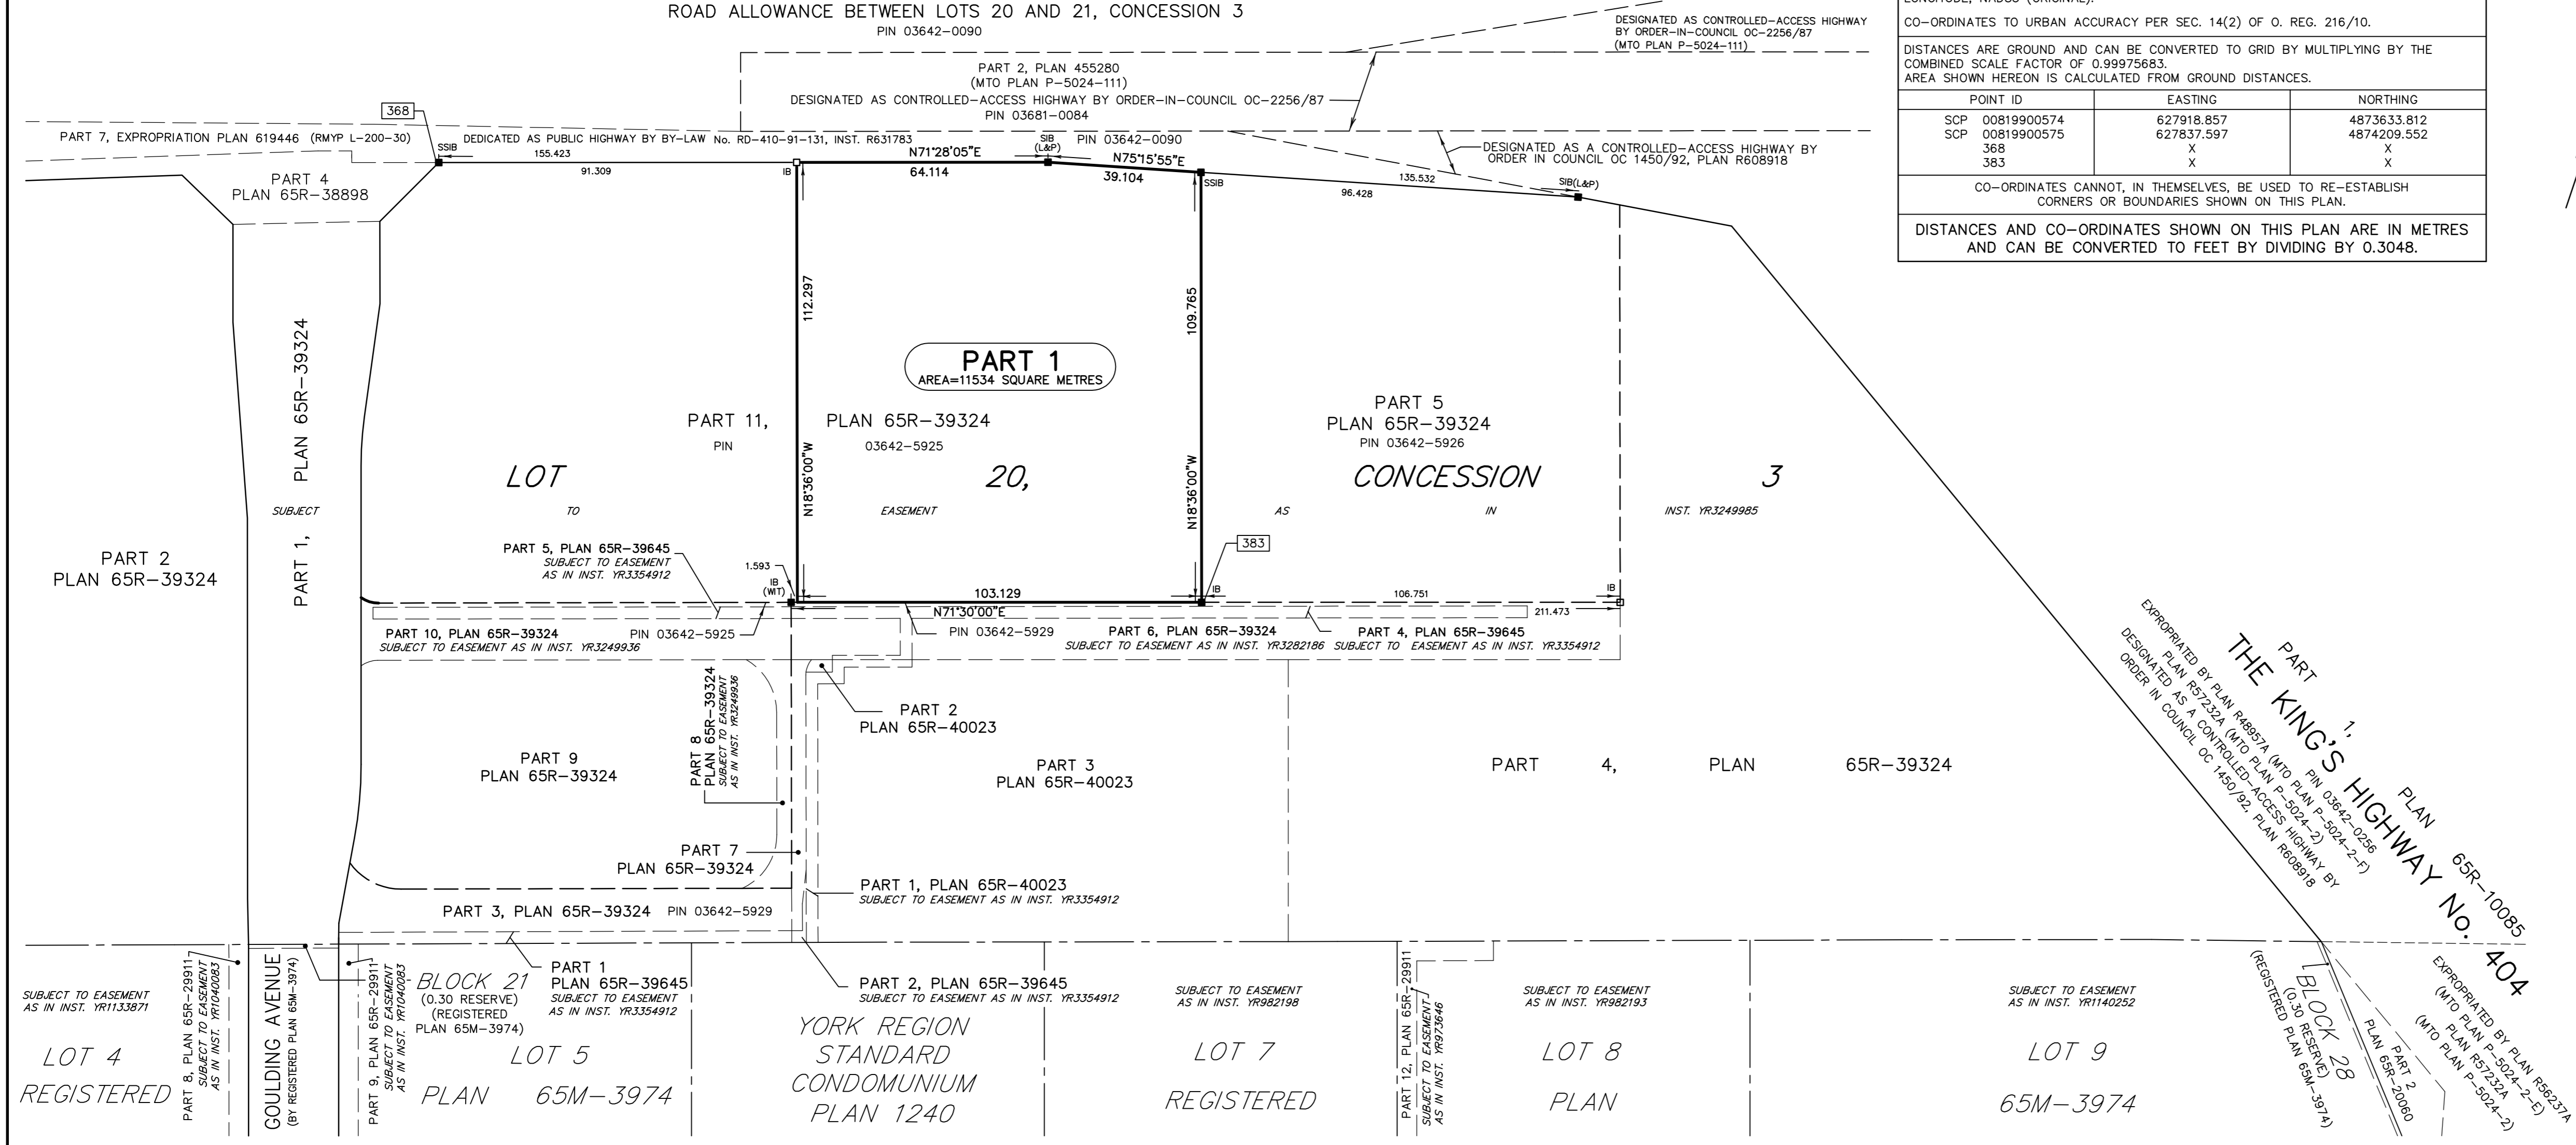 ROAD ALLOWANCE BETWEEN LOTS 20 AND 21, CONCESSION 3
PIN 03642-0090
DESIGNATED AS CONTROLLED-ACCESS HIGHWAY
BY ORDER-IN-COUNCIL OC-2256/87
(MTO PLAN P-5024-111)
CO-ORDINATES TO URBAN ACCURACY PER SEC. 14(2) OF O. REG. 216/10.
DISTANCES ARE GROUND AND CAN BE CONVERTED TO GRID BY MULTIPLYING BY THE
COMBINED SCALE FACTOR OF 0.99975683.
AREA SHOWN HEREON IS CALCULATED FROM GROUND DISTANCES.
POINT ID EASTING NORTHING
SCP 00819900574 627918.857 4873633.812
SCP 00819900575 627837.597 4874209.552
368 X X
383 X X
CO-ORDINATES CANNOT, IN THEMSELVES, BE USED TO RE-ESTABLISH
CORNERS OR BOUNDARIES SHOWN ON THIS PLAN.
DISTANCES AND CO-ORDINATES SHOWN ON THIS PLAN ARE IN METRES
AND CAN BE CONVERTED TO FEET BY DIVIDING BY 0.3048.
PART 2, PLAN 455280
(MTO PLAN P-5024-111)
DESIGNATED AS CONTROLLED-ACCESS HIGHWAY BY ORDER-IN-COUNCIL OC-2256/87
PIN 03681-0084
368
PART 7, EXPROPRIATION PLAN 619446 (RMYP L-200-30)
DEDICATED AS PUBLIC HIGHWAY BY BY-LAW No. RD-410-91-131, INST. R631783
PIN 03642-0090
SSIB
155.423
91.309
IB
N71°28'05"E
64.114
SIB
(L&P)
N75°15'55"E
39.104
SSIB
135.532
96.428
SIB(L&P)
DESIGNATED AS A CONTROLLED-ACCESS HIGHWAY BY
ORDER IN COUNCIL OC 1450/92, PLAN R608918
PART 4
PLAN 65R-38898
PART 1, PLAN 65R-39324
112.297
N18°36'00"W
109.765
N18°36'00"W
PART 1
AREA=11534 SQUARE METRES
PART 11, PLAN 65R-39324
PIN 03642-5925
PART 5
PLAN 65R-39324
PIN 03642-5926
LOT 20, CONCESSION 3
SUBJECT TO EASEMENT AS IN INST. YR3249985
PART 2
PLAN 65R-39324
PART 5, PLAN 65R-39645
SUBJECT TO EASEMENT
AS IN INST. YR3354912
383
1.593
IB
(WIT)
103.129
N71°30'00"E
IB
106.751
IB
211.473
PART 10, PLAN 65R-39324
PIN 03642-5925
SUBJECT TO EASEMENT AS IN INST. YR3249936
PIN 03642-5929
PART 6, PLAN 65R-39324
SUBJECT TO EASEMENT AS IN INST. YR3282186
PART 4, PLAN 65R-39645
SUBJECT TO EASEMENT AS IN INST. YR3354912
PART 8
PLAN 65R-39324
SUBJECT TO EASEMENT
AS IN INST. YR3249936
PART 2
PLAN 65R-40023
PART 9
PLAN 65R-39324
PART 3
PLAN 65R-40023
PART 4, PLAN 65R-39324
PART 7
PLAN 65R-39324
PART 1, PLAN 65R-40023
SUBJECT TO EASEMENT AS IN INST. YR3354912
PART 3, PLAN 65R-39324 PIN 03642-5929
PART 1, PLAN 65R-10085
PIN 03642-0256
THE KING'S HIGHWAY No. 404
EXPROPRIATED BY PLAN R48957A (MTO PLAN P-5024-2-F)
PLAN R57232A (MTO PLAN P-5024-2)
DESIGNATED AS A CONTROLLED-ACCESS HIGHWAY BY
ORDER IN COUNCIL OC 1450/92, PLAN R608918
SUBJECT TO EASEMENT
AS IN INST. YR1133871
LOT 4
REGISTERED
PART 8, PLAN 65R-29911
SUBJECT TO EASEMENT
AS IN INST. YR1040083
GOULDING AVENUE
(BY REGISTERED PLAN 65M-3974)
PART 9, PLAN 65R-29911
SUBJECT TO EASEMENT
AS IN INST. YR1040083
BLOCK 21
(0.30 RESERVE)
(REGISTERED
PLAN 65M-3974)
PART 1
PLAN 65R-39645
SUBJECT TO EASEMENT
AS IN INST. YR3354912
LOT 5
PLAN 65M-3974
PART 2, PLAN 65R-39645
SUBJECT TO EASEMENT AS IN INST. YR3354912
YORK REGION
STANDARD
CONDOMUNIUM
PLAN 1240
SUBJECT TO EASEMENT
AS IN INST. YR982198
LOT 7
REGISTERED
PART 12, PLAN 65R-29911
SUBJECT TO EASEMENT
AS IN INST. YR973646
SUBJECT TO EASEMENT
AS IN INST. YR982193
LOT 8
PLAN
SUBJECT TO EASEMENT
AS IN INST. YR1140252
LOT 9
65M-3974
BLOCK 28
(0.30 RESERVE)
(REGISTERED PLAN 65M-3974)
PART 2
PLAN 65R-20060
EXPROPRIATED BY PLAN R56237A
(MTO PLAN P-5024-2-E)
PLAN R57232A
(MTO PLAN P-5024-2)